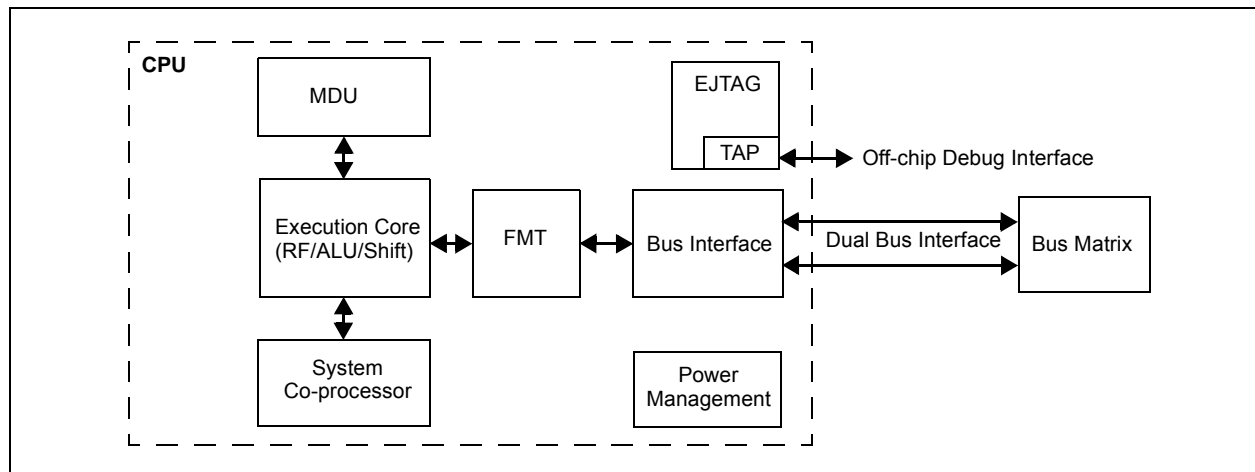 CPU
MDU
EJTAG
TAP
Off-chip Debug Interface
Execution Core
(RF/ALU/Shift)
FMT
Bus Interface
Dual Bus Interface
Bus Matrix
System
Co-processor
Power
Management